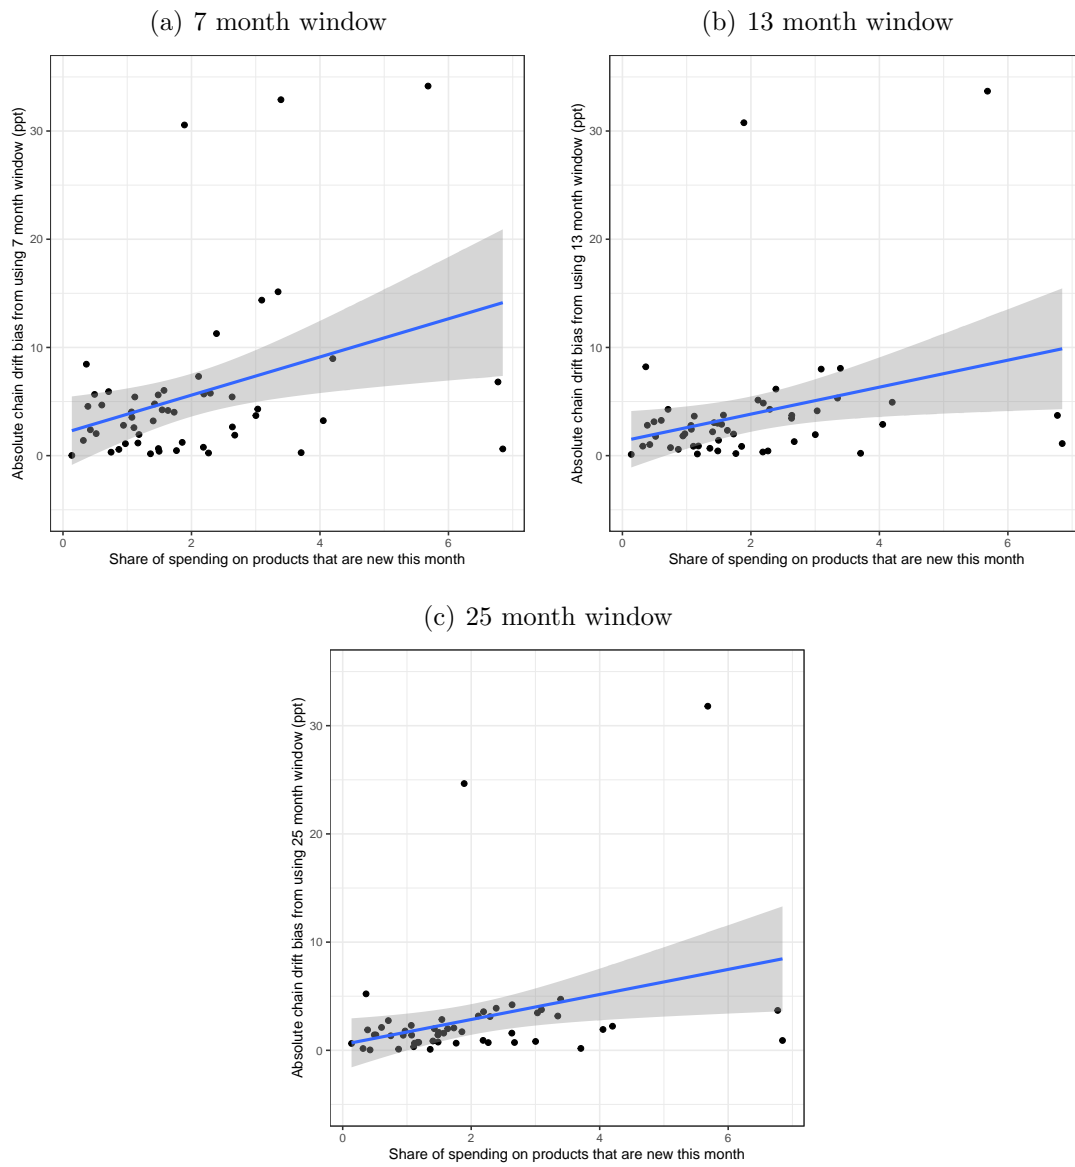 (a) 7 month window
Absolute chain drift bias from using 7 month window (ppt)
30
20
10
0
0 2 4 6
Share of spending on products that are new this month
(b) 13 month window
Absolute chain drift bias from using 13 month window (ppt)
30
20
10
0
0 2 4 6
Share of spending on products that are new this month
(c) 25 month window
Absolute chain drift bias from using 25 month window (ppt)
30
20
10
0
0 2 4 6
Share of spending on products that are new this month